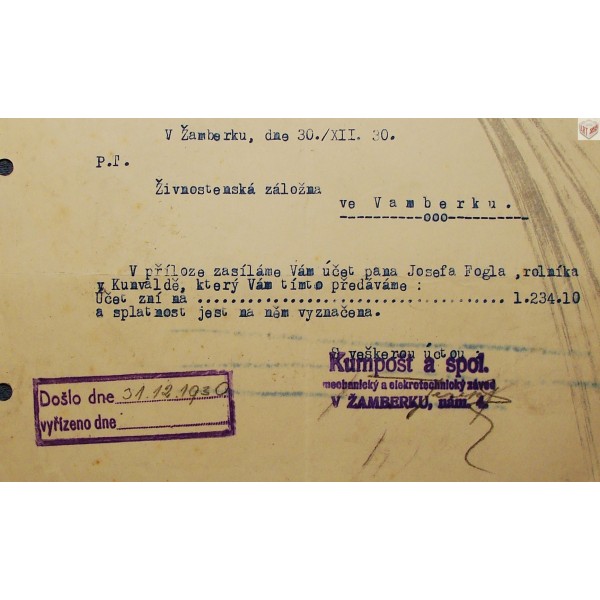 V Žamberku, dne 30./XII. 30.
P.T.
Živnostenská záložna
ve Vamberku.
----------ooo----------
V příloze zasíláme Vám účet pana Josefa Fogla ,rolníka
v Kunvaldě, který Vám tímto předáváme :
Účet zní na ........................................ 1.234.10
a splatnost jest na něm vyznačena.
S veškerou úctou :
Kumpošt a spol.
mechanický a elekrotechnický závod
V ŽAMBERKU, nám. 4.
Došlo dne 31.12.1930
vyřízeno dne